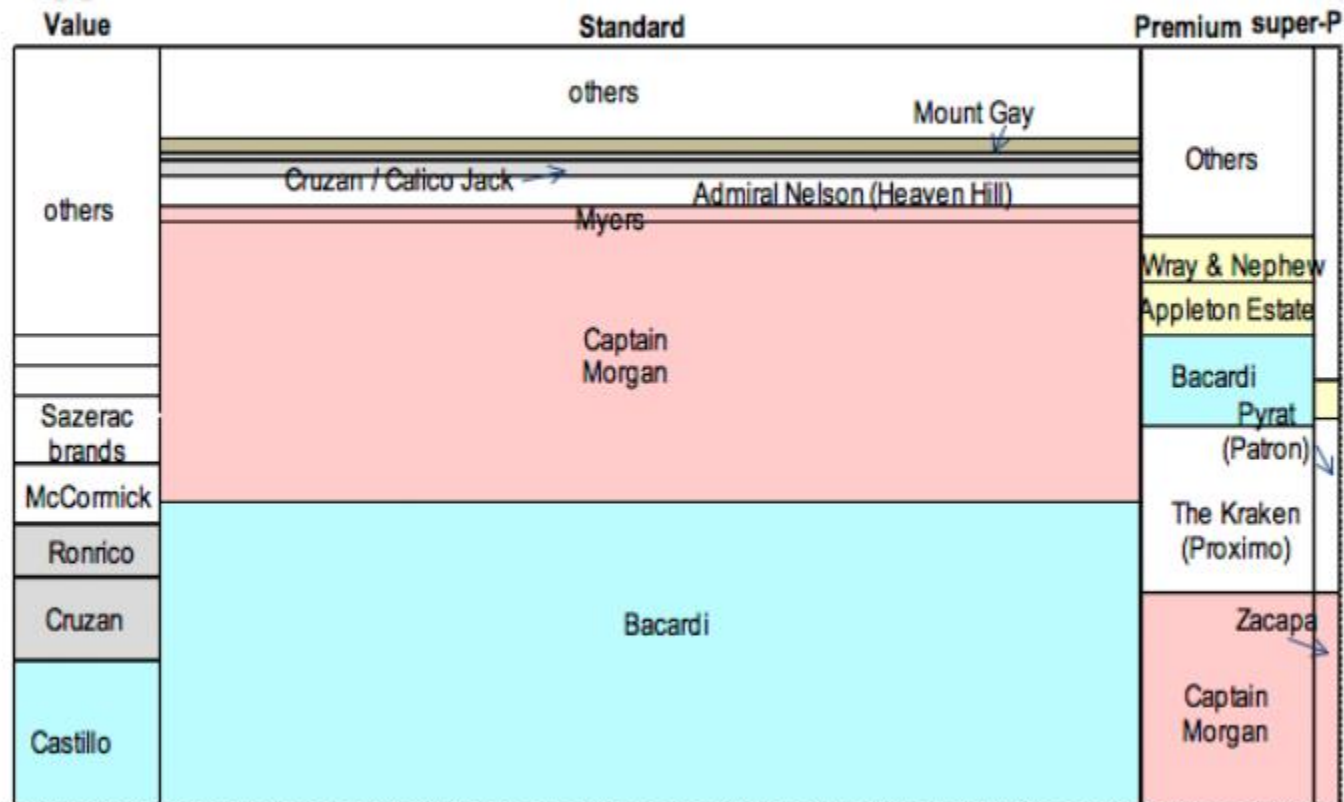 Value
Standard
Premium
super-P
others
Sazerac
brands
McCormick
Ronrico
Cruzan
Castillo
others
Mount Gay
Cruzan / Calico Jack
Admiral Nelson (Heaven Hill)
Myers
Captain
Morgan
Bacardi
Others
Wray & Nephew
Appleton Estate
Bacardi
Pyrat
(Patron)
The Kraken
(Proximo)
Zacapa
Captain
Morgan